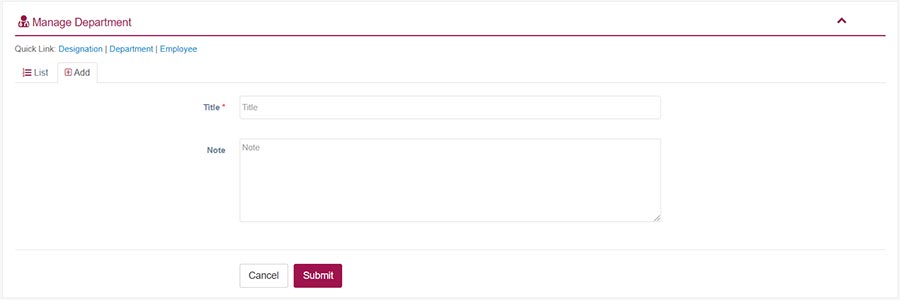 Manage Department
Quick Link: Designation | Department | Employee
List Add
Title * Title
Note Note
Cancel Submit